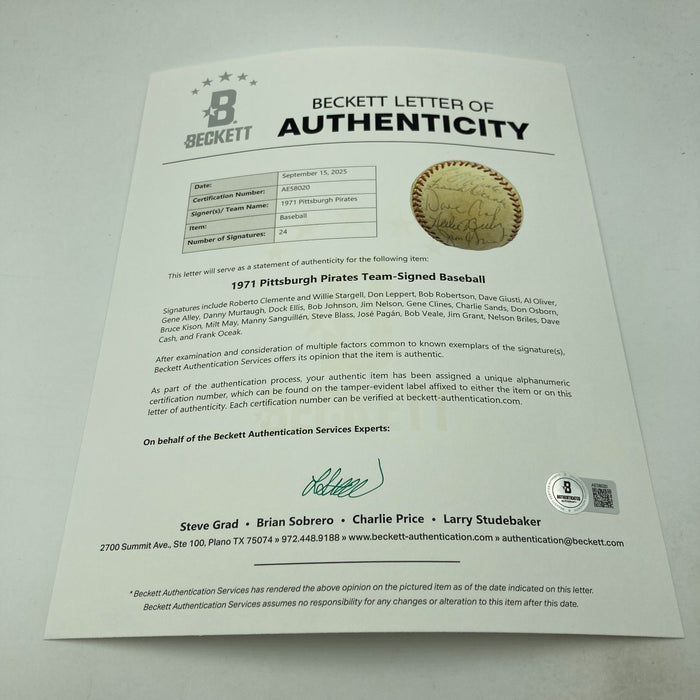 BECKETT
BECKETT LETTER OF
AUTHENTICITY
Date: September 15, 2025
Certification Number: AE58020
Signer(s)/ Team Name: 1971 Pittsburgh Pirates
Item: Baseball
Number of Signatures: 24
This letter will serve as a statement of authenticity for the following item:
1971 Pittsburgh Pirates Team-Signed Baseball
Signatures include Roberto Clemente and Willie Stargell, Don Leppert, Bob Robertson, Dave Giusti, Al Oliver,
Gene Alley, Danny Murtaugh, Dock Ellis, Bob Johnson, Jim Nelson, Gene Clines, Charlie Sands, Don Osborn,
Bruce Kison, Milt May, Manny Sanguillén, Steve Blass, José Pagán, Bob Veale, Jim Grant, Nelson Briles, Dave
Cash, and Frank Oceak.
After examination and consideration of multiple factors common to known exemplars of the signature(s),
Beckett Authentication Services offers its opinion that the item is authentic.
As part of the authentication process, your authentic item has been assigned a unique alphanumeric
certification number, which can be found on the tamper-evident label affixed to either the item or on this
letter of authenticity. Each certification number can be verified at beckett-authentication.com.
On behalf of the Beckett Authentication Services Experts:
Steve Grad • Brian Sobrero • Charlie Price • Larry Studebaker
2700 Summit Ave., Ste 100, Plano TX 75074 » 972.448.9188 » www.beckett-authentication.com » authentication@beckett.com
*Beckett Authentication Services has rendered the above opinion on the pictured item as of the date indicated on this letter.
Beckett Authentication Services assumes no responsibility for any changes or alteration to this item after this date.